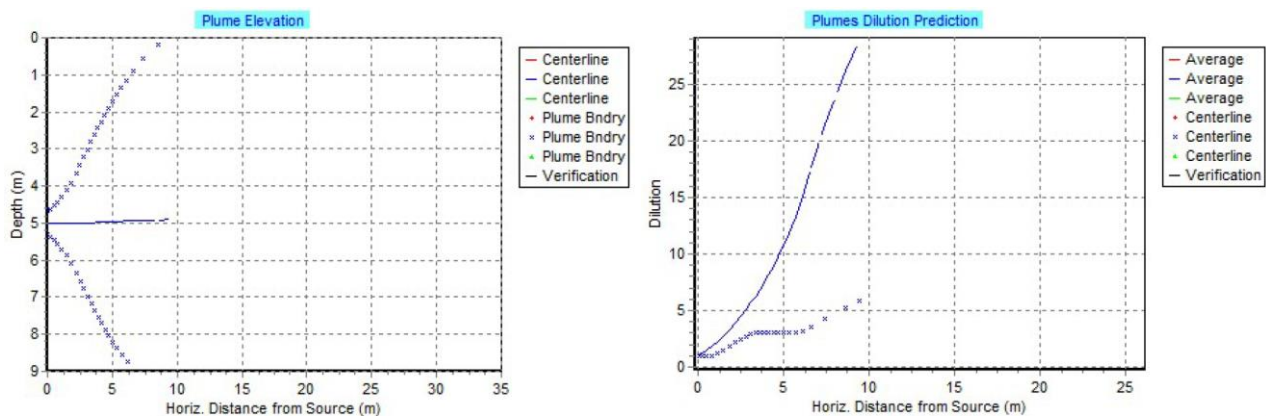 Plume Elevation
0
1
2
3
4
5
6
7
8
9
Depth (m)
0 5 10 15 20 25 30 35
Horiz. Distance from Source (m)
Centerline
Centerline
Centerline
Plume Bndry
Plume Bndry
Plume Bndry
Verification
Plumes Dilution Prediction
25
20
15
10
5
0
Dilution
0 5 10 15 20 25
Horiz. Distance from Source (m)
Average
Average
Average
Centerline
Centerline
Centerline
Verification